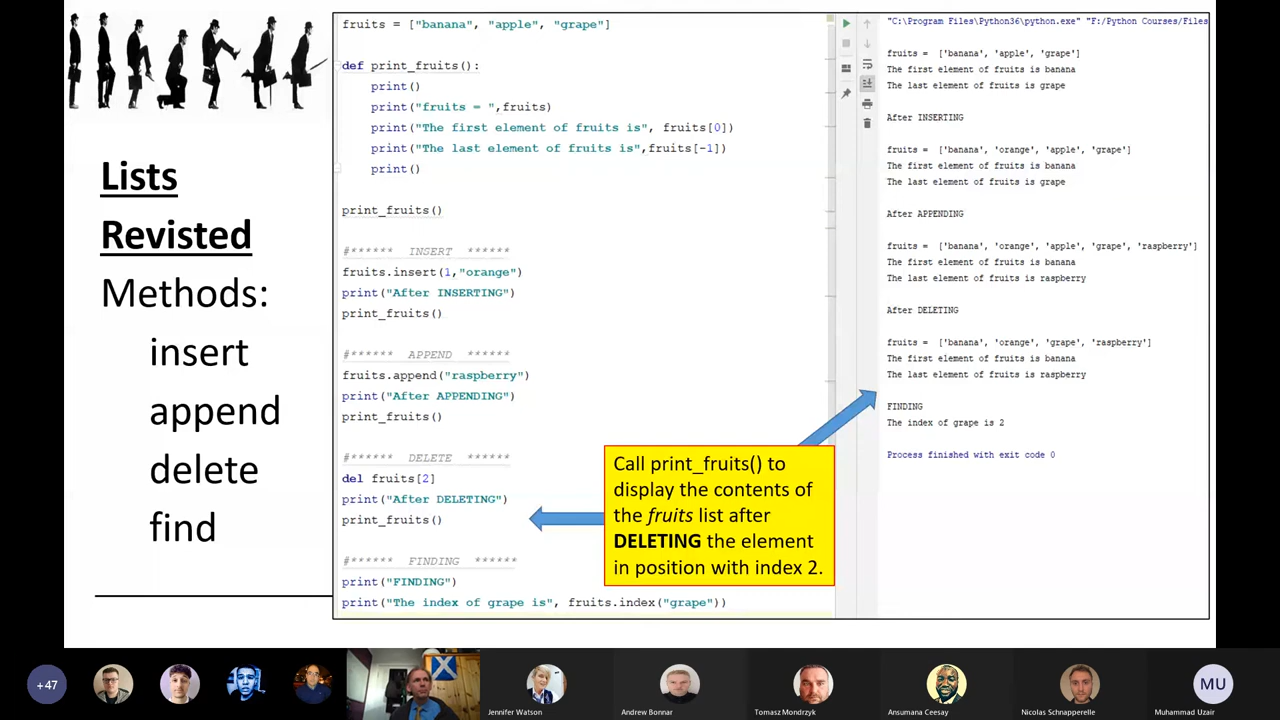 Lists
Revisted
Methods:
insert
append
delete
find
fruits = ["banana", "apple", "grape"]
def print_fruits():
print()
print("fruits = ",fruits)
print("The first element of fruits is", fruits[0])
print("The last element of fruits is",fruits[-1])
print()
print_fruits()
#****** INSERT ******
fruits.insert(1,"orange")
print("After INSERTING")
print_fruits()
#****** APPEND ******
fruits.append("raspberry")
print("After APPENDING")
print_fruits()
#****** DELETE ******
del fruits[2]
print("After DELETING")
print_fruits()
#****** FINDING ******
print("FINDING")
print("The index of grape is", fruits.index("grape"))
Call print_fruits() to
display the contents of
the fruits list after
DELETING the element
in position with index 2.
"C:\Program Files\Python36\python.exe" "F:/Python Courses/Files
fruits = ['banana', 'apple', 'grape']
The first element of fruits is banana
The last element of fruits is grape
After INSERTING
fruits = ['banana', 'orange', 'apple', 'grape']
The first element of fruits is banana
The last element of fruits is grape
After APPENDING
fruits = ['banana', 'orange', 'apple', 'grape', 'raspberry']
The first element of fruits is banana
The last element of fruits is raspberry
After DELETING
fruits = ['banana', 'orange', 'grape', 'raspberry']
The first element of fruits is banana
The last element of fruits is raspberry
FINDING
The index of grape is 2
Process finished with exit code 0
+47
Jennifer Watson
Andrew Bonnar
Tomasz Mondrzyk
Ansumana Ceesay
Nicolas Schnapperelle
MU
Muhammad Uzair